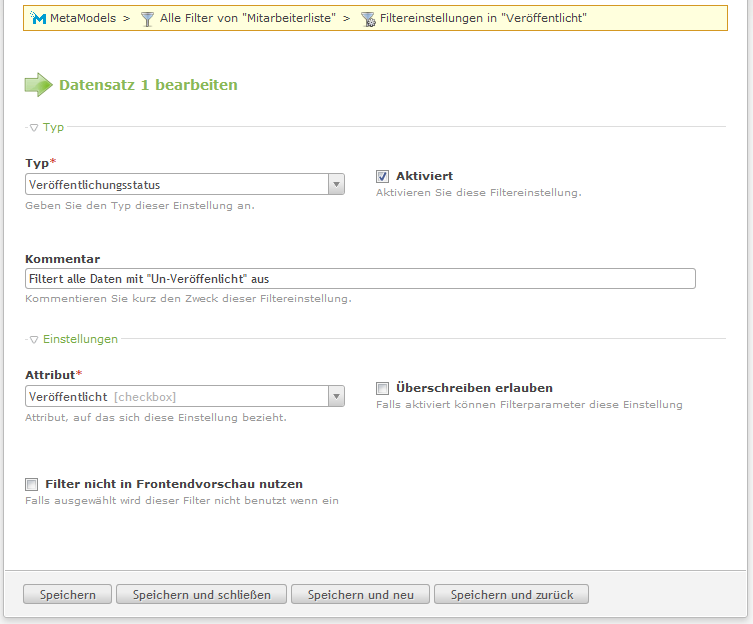 MetaModels > Alle Filter von "Mitarbeiterliste" > Filtereinstellungen in "Veröffentlicht"
Datensatz 1 bearbeiten
Typ
Typ*
Veröffentlichungsstatus
Geben Sie den Typ dieser Einstellung an.
Aktiviert
Aktivieren Sie diese Filtereinstellung.
Kommentar
Filtert alle Daten mit "Un-Veröffenlicht" aus
Kommentieren Sie kurz den Zweck dieser Filtereinstellung.
Einstellungen
Attribut*
Veröffentlicht [checkbox]
Attribut, auf das sich diese Einstellung bezieht.
Überschreiben erlauben
Falls aktiviert können Filterparameter diese Einstellung
Filter nicht in Frontendvorschau nutzen
Falls ausgewählt wird dieser Filter nicht benutzt wenn ein
Speichern
Speichern und schließen
Speichern und neu
Speichern und zurück